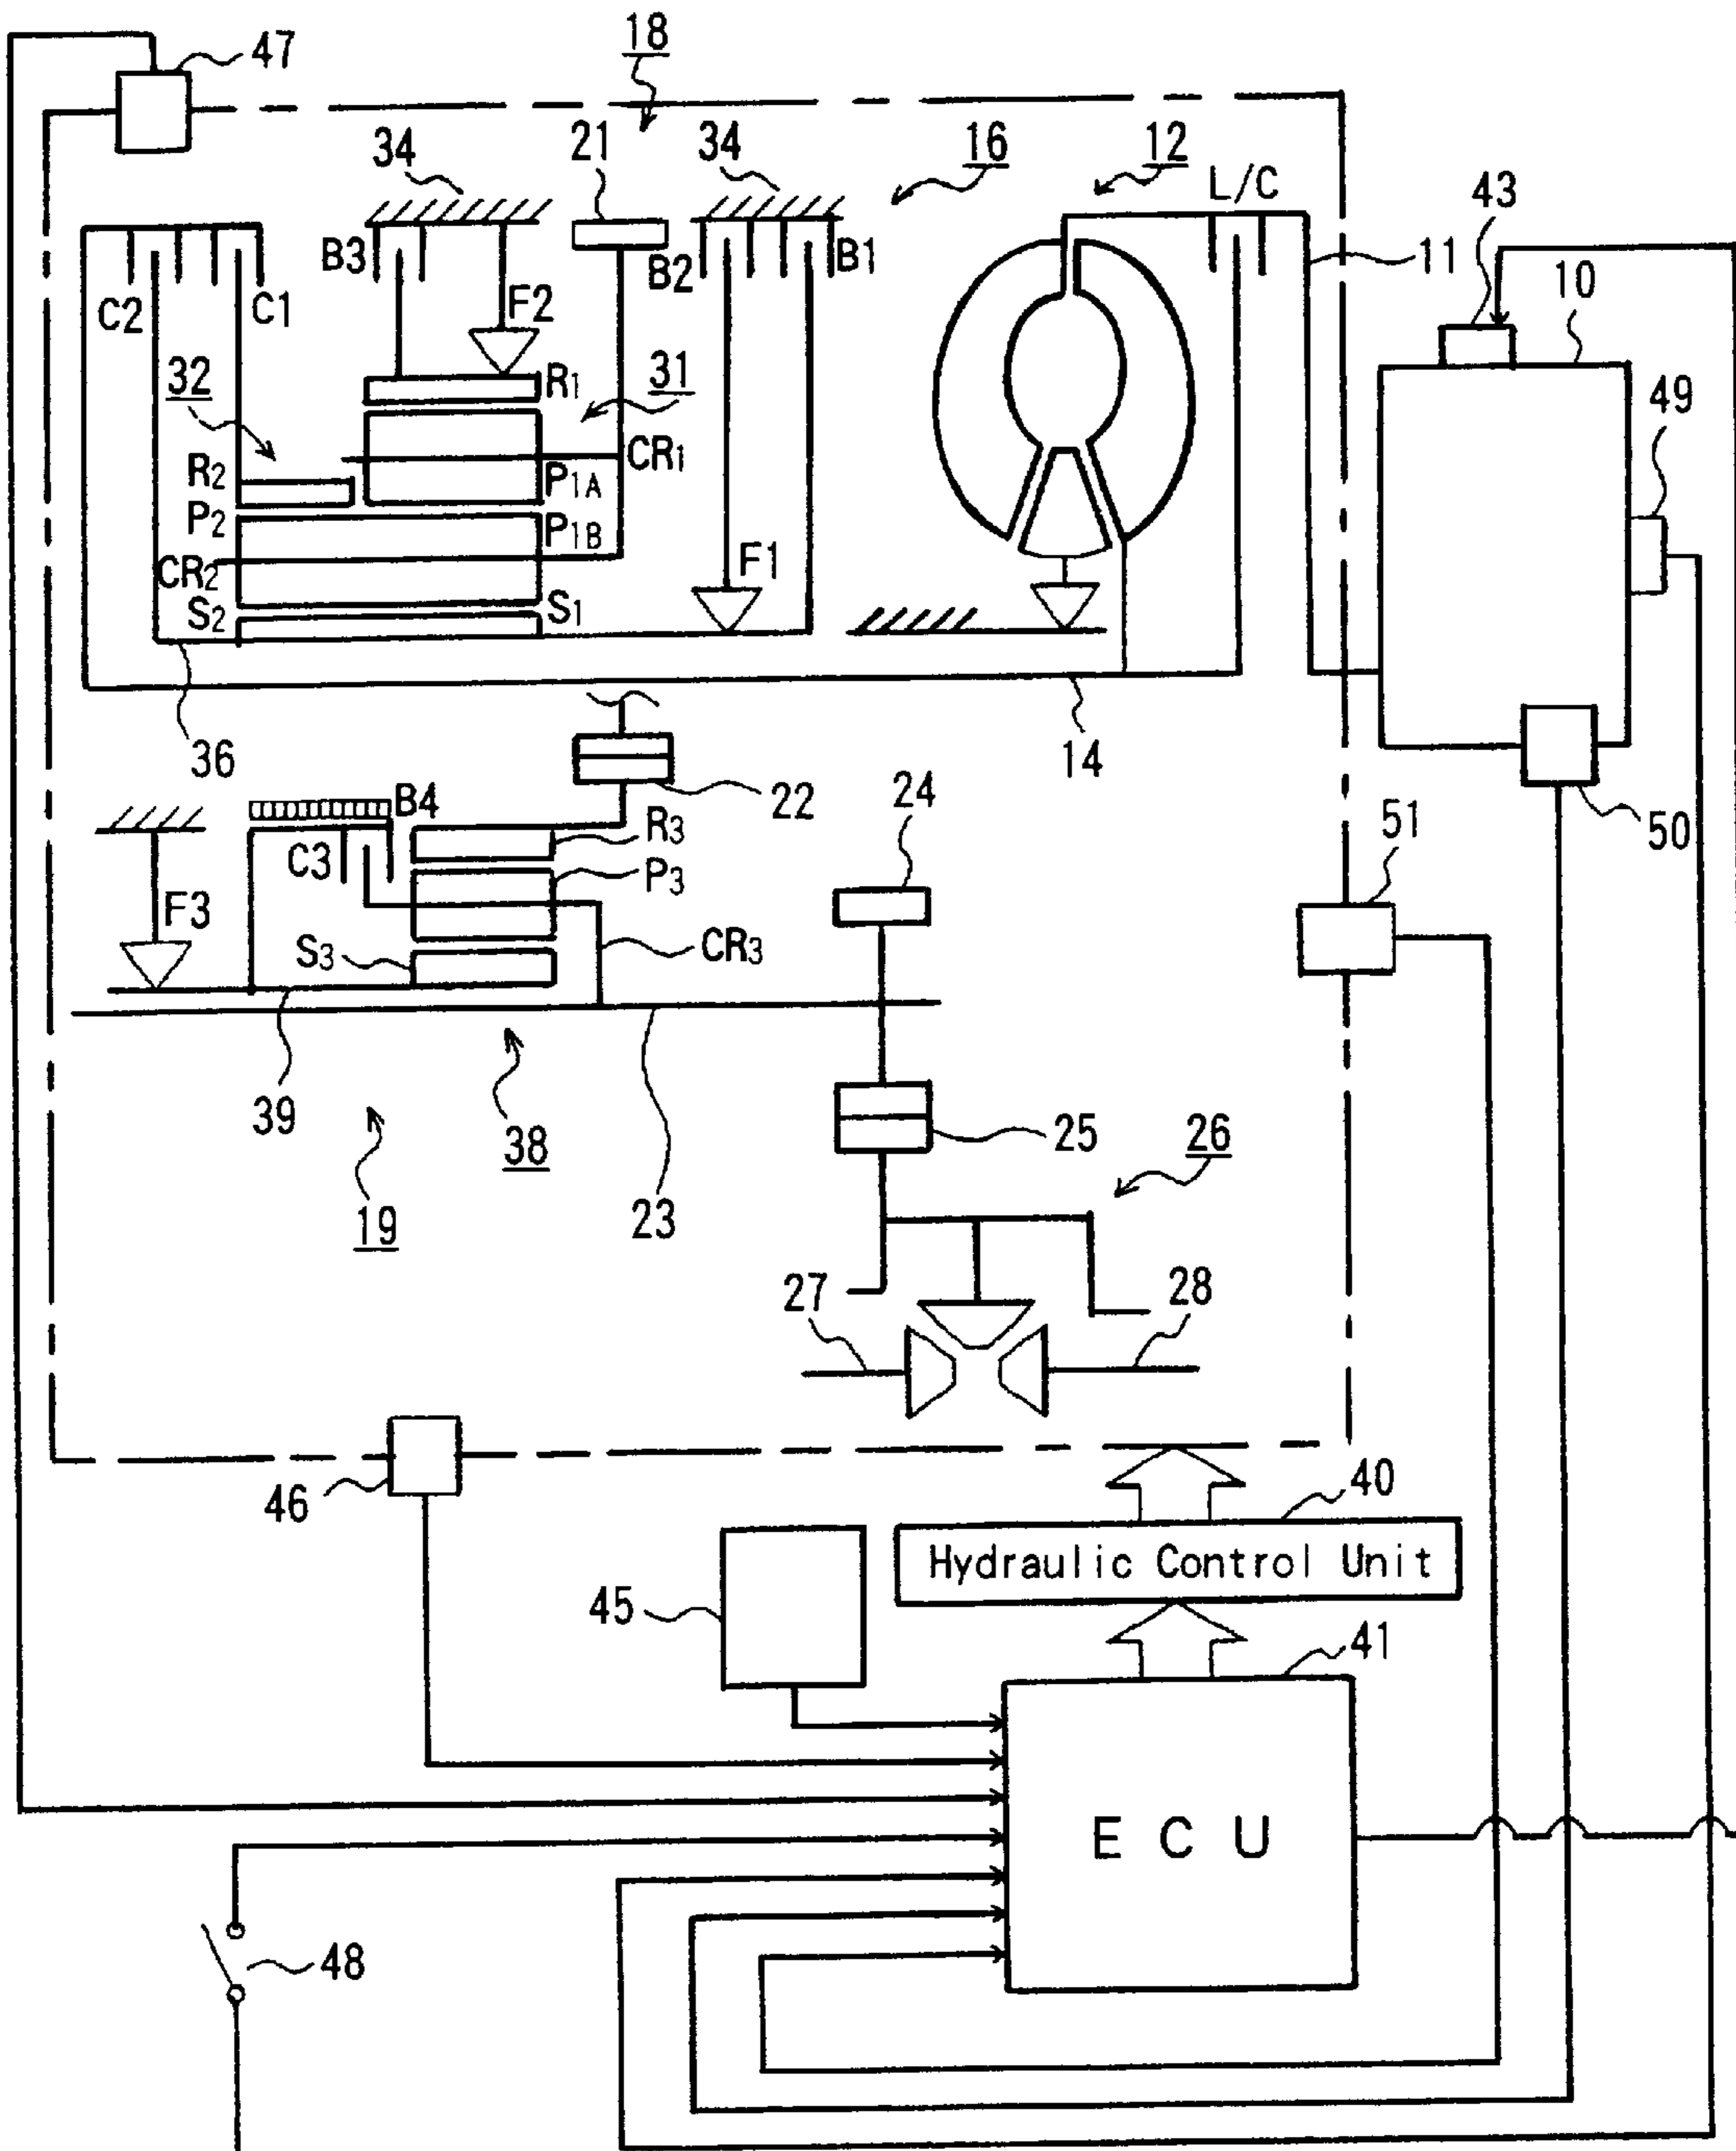 47
18
34
21
34
16
12
L/C
43
B3
B2
B1
11
10
C2
C1
F2
49
32
R1
31
CR1
R2
P1A
P2
P1B
CR2
F1
S2
S1
36
14
22
24
50
B4
R3
51
C3
P3
F3
S3
CR3
39
38
25
26
19
23
27
28
46
40
Hydraulic Control Unit
45
41
E C U
48